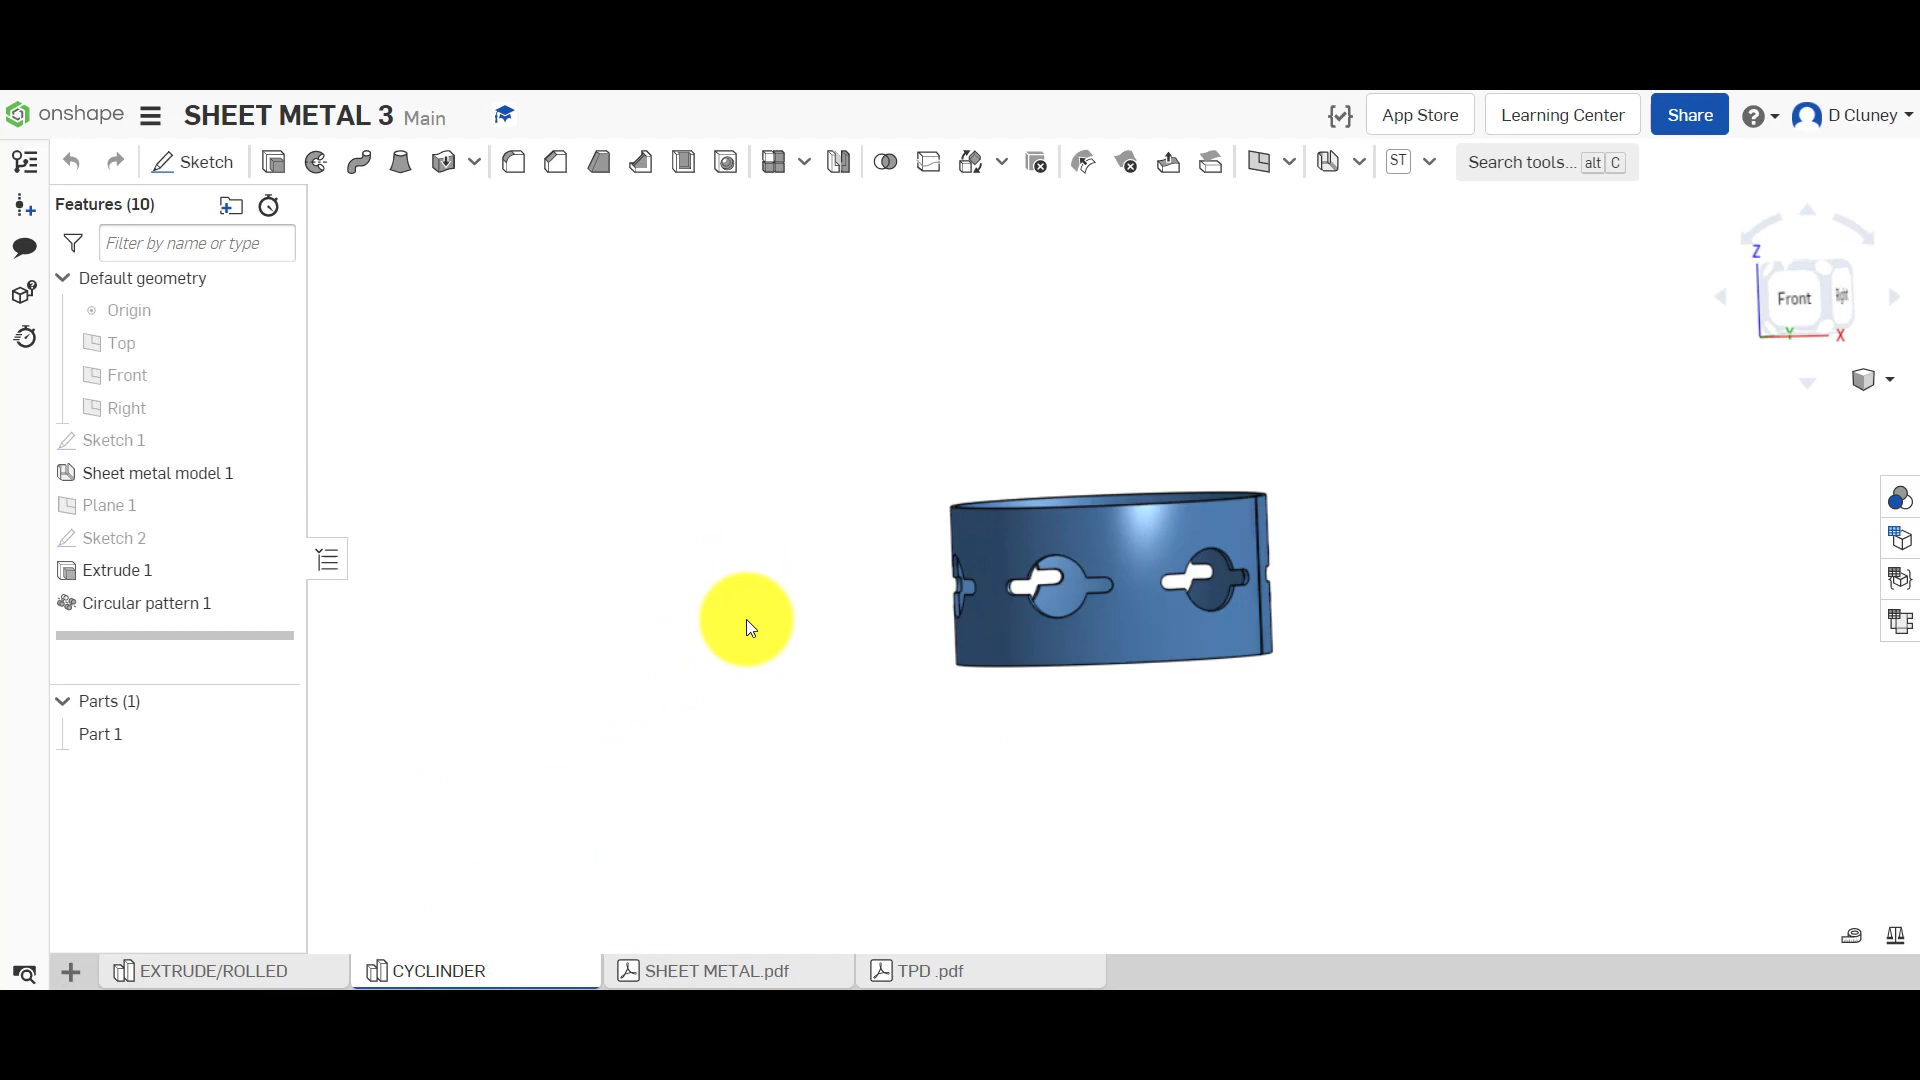 onshape SHEET METAL 3 Main App Store Learning Center Share D Cluney
Sketch ST Search tools... alt C
Features (10)
Filter by name or type
Default geometry
Origin
Top
Front
Right
Sketch 1
Sheet metal model 1
Plane 1
Sketch 2
Extrude 1
Circular pattern 1
Parts (1)
Part 1
Z
Front Right
Y X
EXTRUDE/ROLLED CYCLINDER SHEET METAL.pdf TPD .pdf